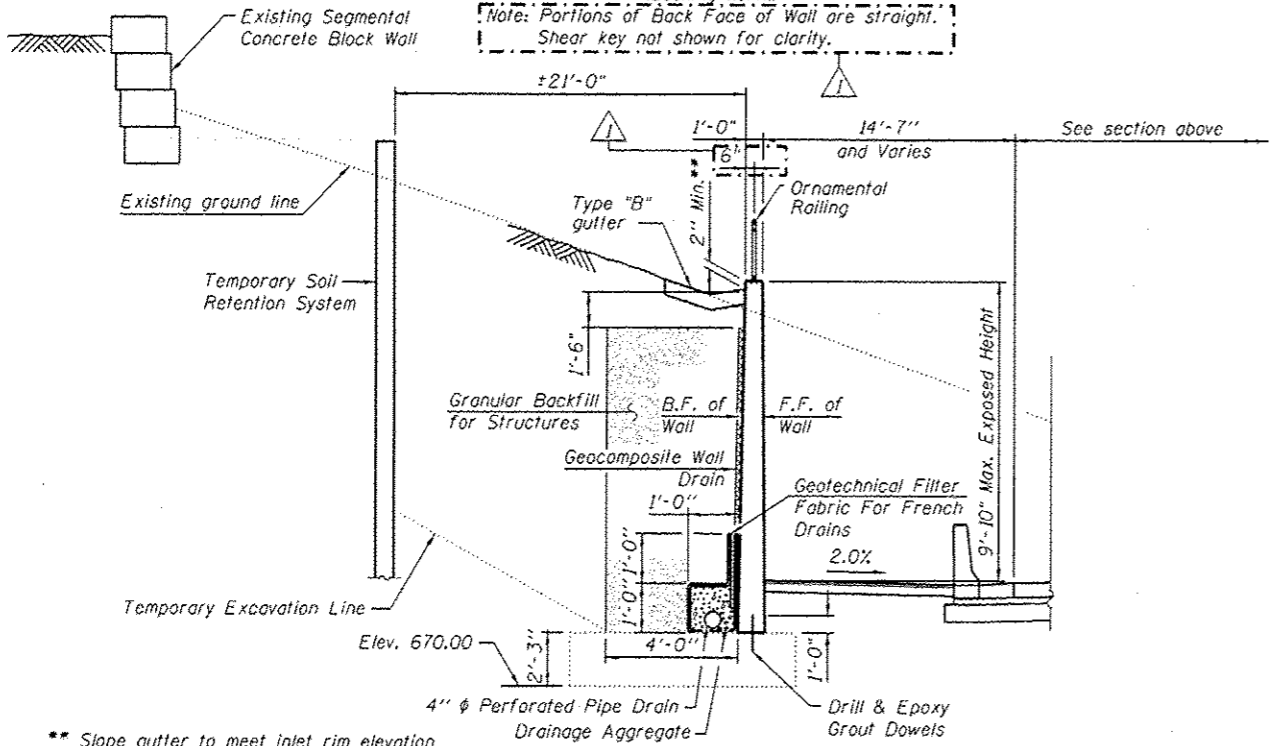 Existing Segmental
Concrete Block Wall
Note: Portions of Back Face of Wall are straight.
Shear key not shown for clarity.
1
±21'-0"
1
1'-0"
14'-7"
and Varies
See section above
6"
2" Min.**
Ornamental
Railing
Existing ground line
Type "B"
gutter
Temporary Soil
Retention System
1'-6"
Granular Backfill
for Structures
B.F. of
Wall
F.F. of
Wall
9'-10" Max. Exposed Height
Geocomposite Wall
Drain
Geotechnical Filter
Fabric For French
Drains
1'-0"
1'-0"
1'-0"
2.0%
Temporary Excavation Line
Elev. 670.00
2'-3"
4'-0"
1'-0"
4" ϕ Perforated Pipe Drain
Drainage Aggregate
Drill & Epoxy
Grout Dowels
** Slope gutter to meet inlet rim elevation